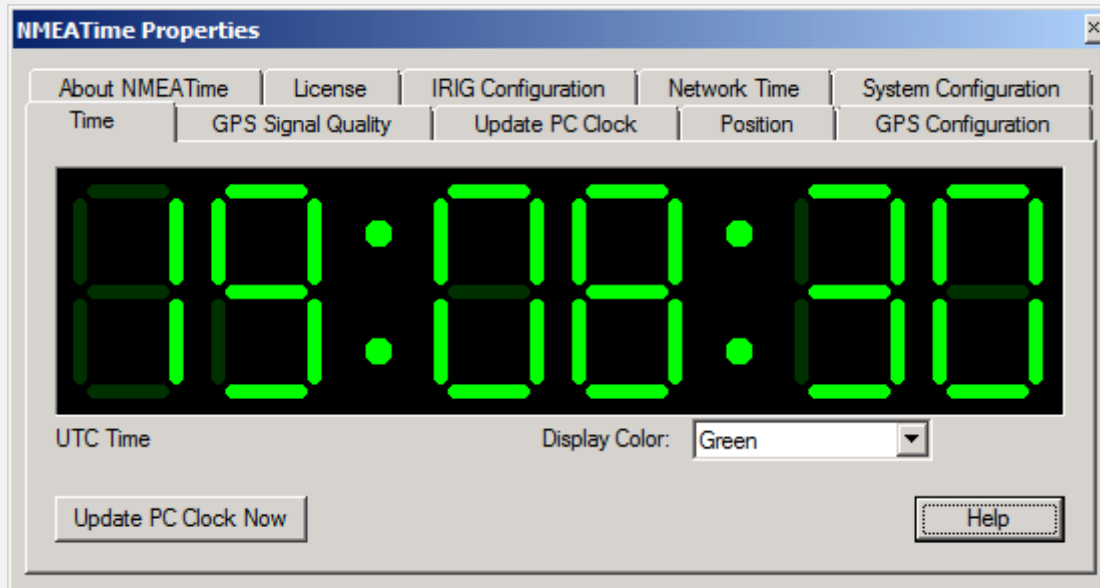 NMEATime Properties
About NMEATime License IRIG Configuration Network Time System Configuration
Time GPS Signal Quality Update PC Clock Position GPS Configuration
19:08:30
UTC Time Display Color: Green
Update PC Clock Now Help